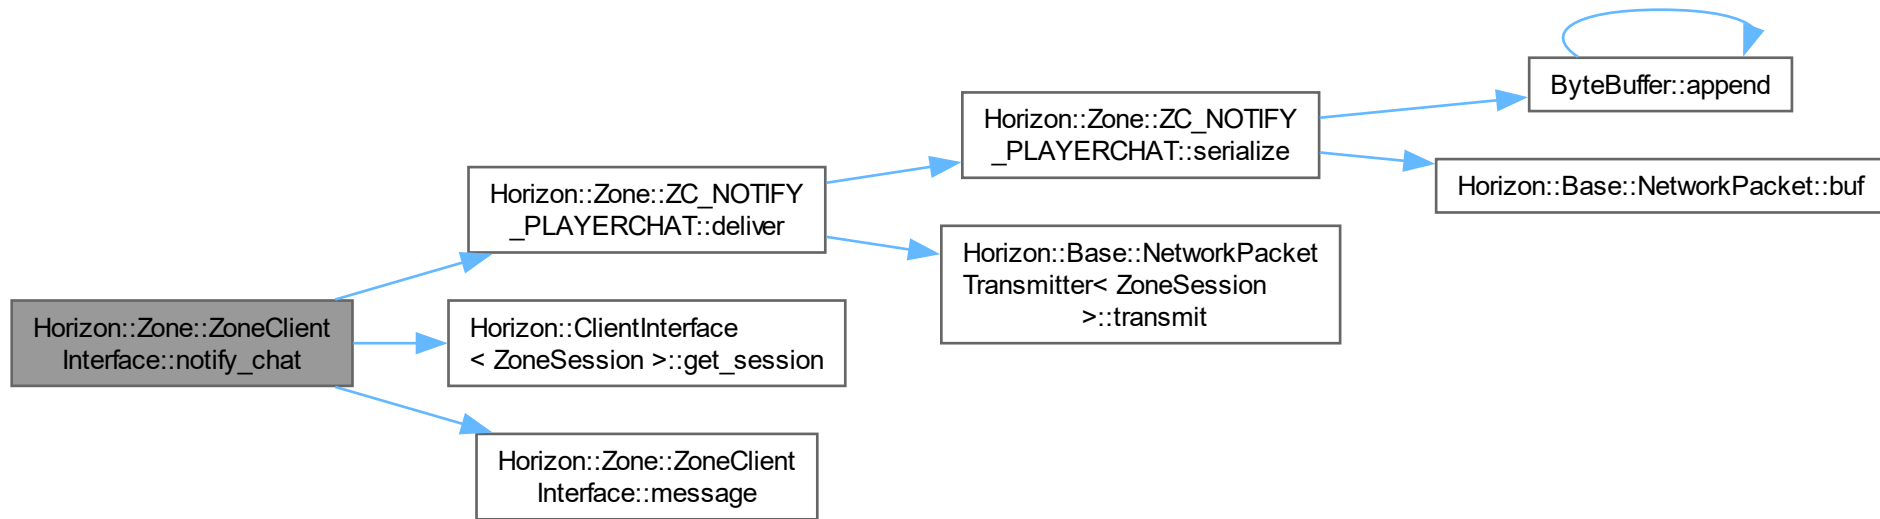 Horizon::Zone::ZoneClient
Interface::notify_chat
Horizon::Zone::ZC_NOTIFY
_PLAYERCHAT::deliver
Horizon::ClientInterface
< ZoneSession >::get_session
Horizon::Zone::ZoneClient
Interface::message
Horizon::Zone::ZC_NOTIFY
_PLAYERCHAT::serialize
Horizon::Base::NetworkPacket
Transmitter< ZoneSession
>::transmit
ByteBuffer::append
Horizon::Base::NetworkPacket::buf